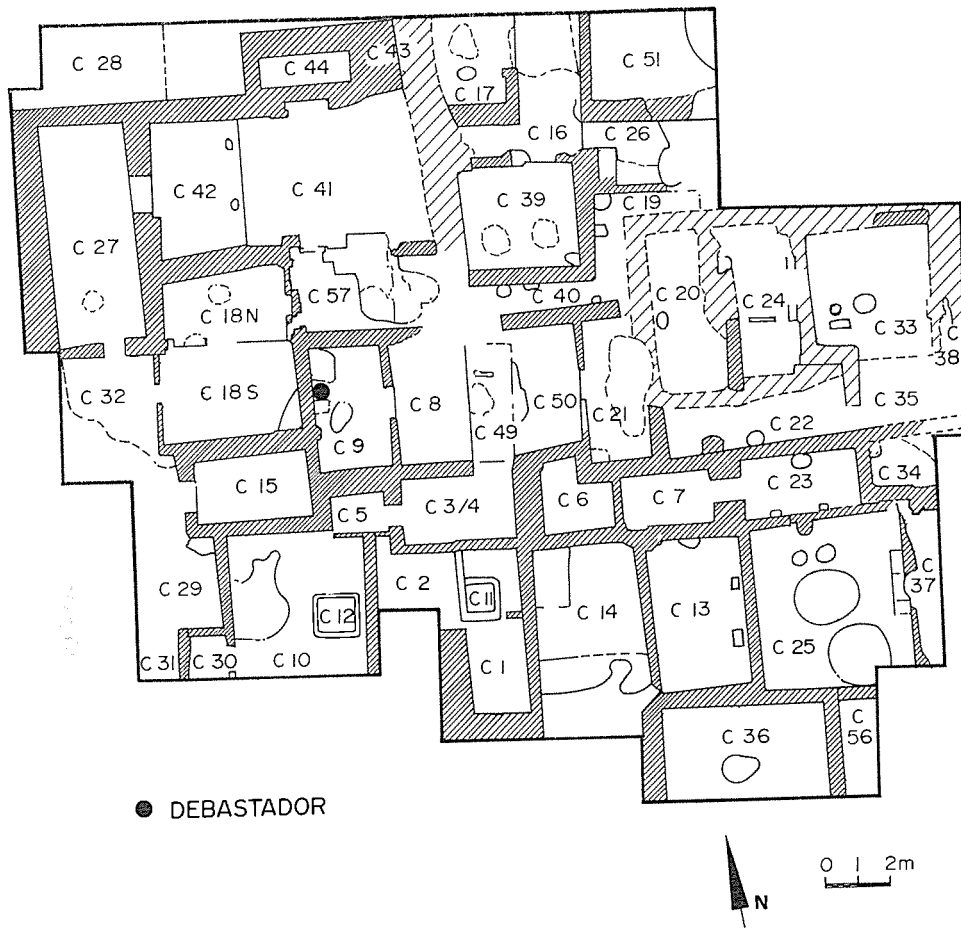 C 28
C 44
C 43
C 17
C 51
C 16
C 26
C 42
C 41
C 39
C 19
C 27
C 57
C 40
C 20
C 24
C 33
C 38
C 18N
C 32
C 18S
C 8
C 50
C 21
C 35
C 9
C 49
C 22
C 34
C 15
C 5
C 3/4
C 6
C 7
C 23
C 29
C 2
C 11
C 12
C 14
C 13
C 37
C 31
C 30
C 10
C 1
C 25
C 36
C 56
DEBASTADOR
N
0 1 2m